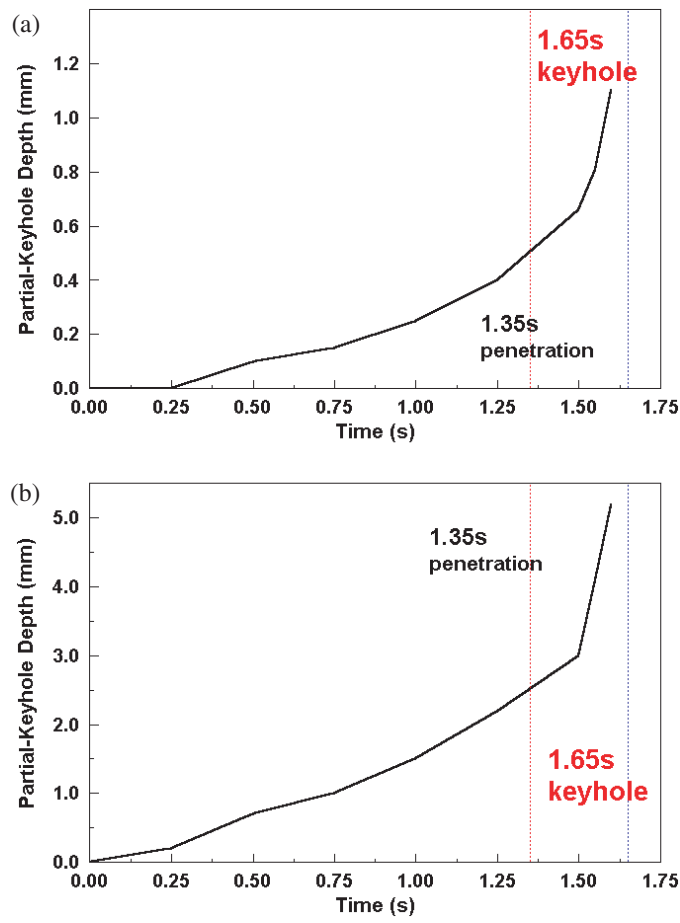 (a)
1.65s
keyhole
1.2
1.0
0.8
0.6
0.4
0.2
0.0
Partial-Keyhole Depth (mm)
1.35s
penetration
0.00 0.25 0.50 0.75 1.00 1.25 1.50 1.75
Time (s)
(b)
5.0
4.0
3.0
2.0
1.0
0.0
Partial-Keyhole Depth (mm)
1.35s
penetration
1.65s
keyhole
0.00 0.25 0.50 0.75 1.00 1.25 1.50 1.75
Time (s)